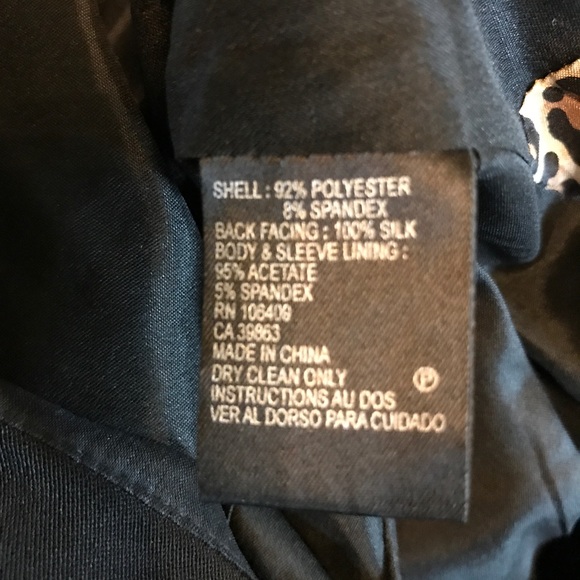 SHELL : 92% POLYESTER
8% SPANDEX
BACK FACING : 100% SILK
BODY & SLEEVE LINING :
95% ACETATE
5% SPANDEX
RN 106409
CA 39863
MADE IN CHINA
DRY CLEAN ONLY P
INSTRUCTIONS AU DOS
VER AL DORSO PARA CUIDADO